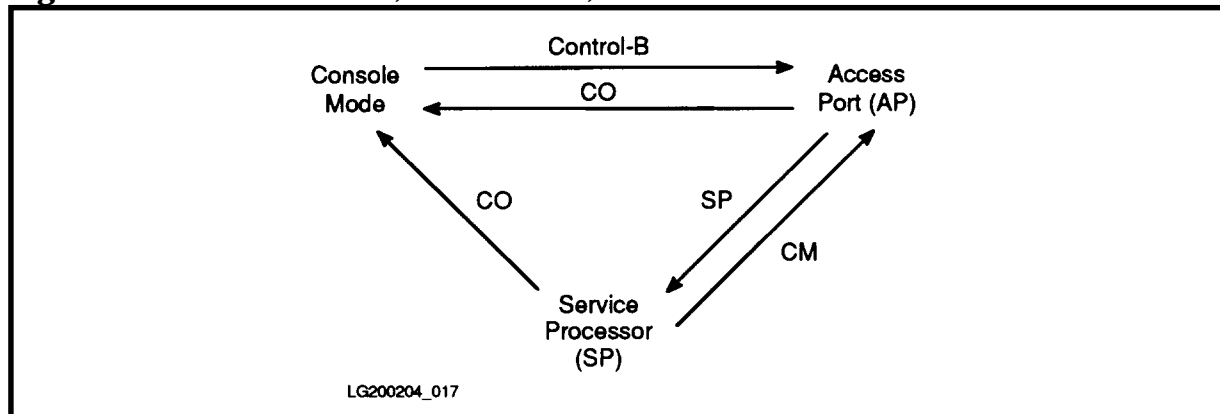 Control-B
Console
Mode
CO
Access
Port (AP)
CO
SP
CM
Service
Processor
(SP)
LG200204_017